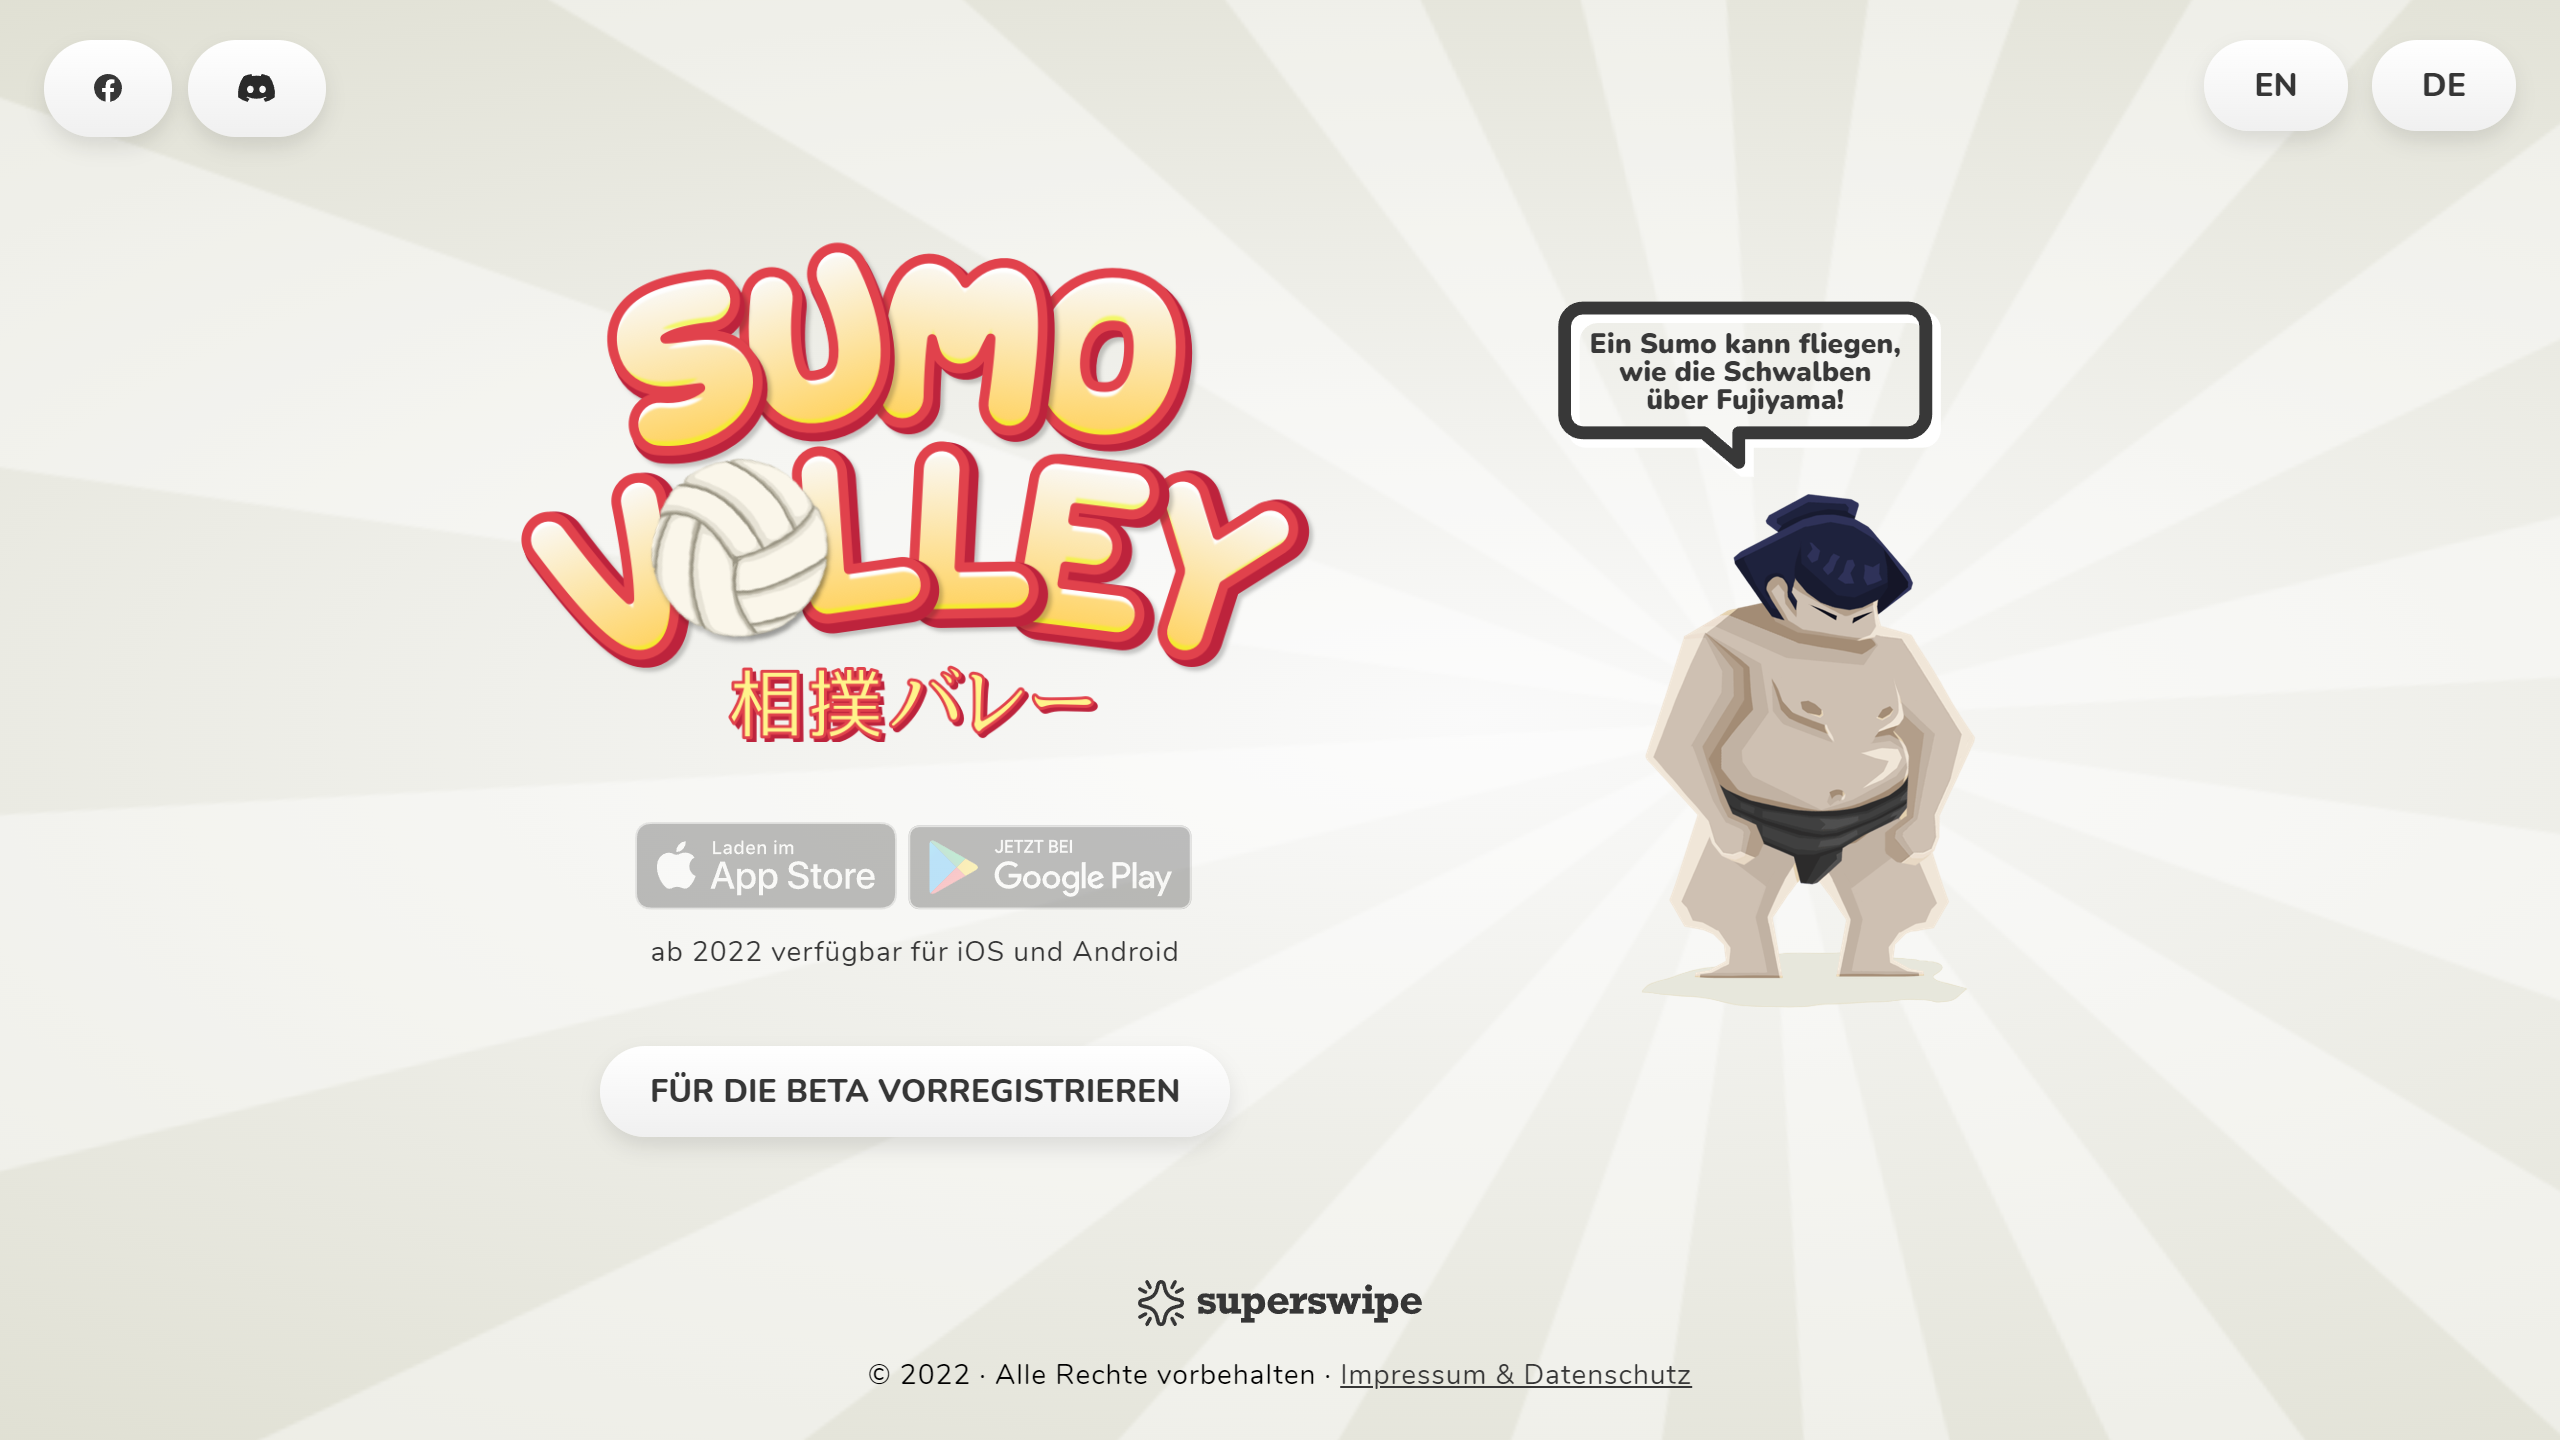 EN
DE
SUMO
VOLLEY
相撲バレー
Ein Sumo kann fliegen,
wie die Schwalben
über Fujiyama!
Laden im
App Store
JETZT BEI
Google Play
ab 2022 verfügbar für iOS und Android
FÜR DIE BETA VORREGISTRIEREN
superswipe
© 2022 · Alle Rechte vorbehalten · Impressum & Datenschutz